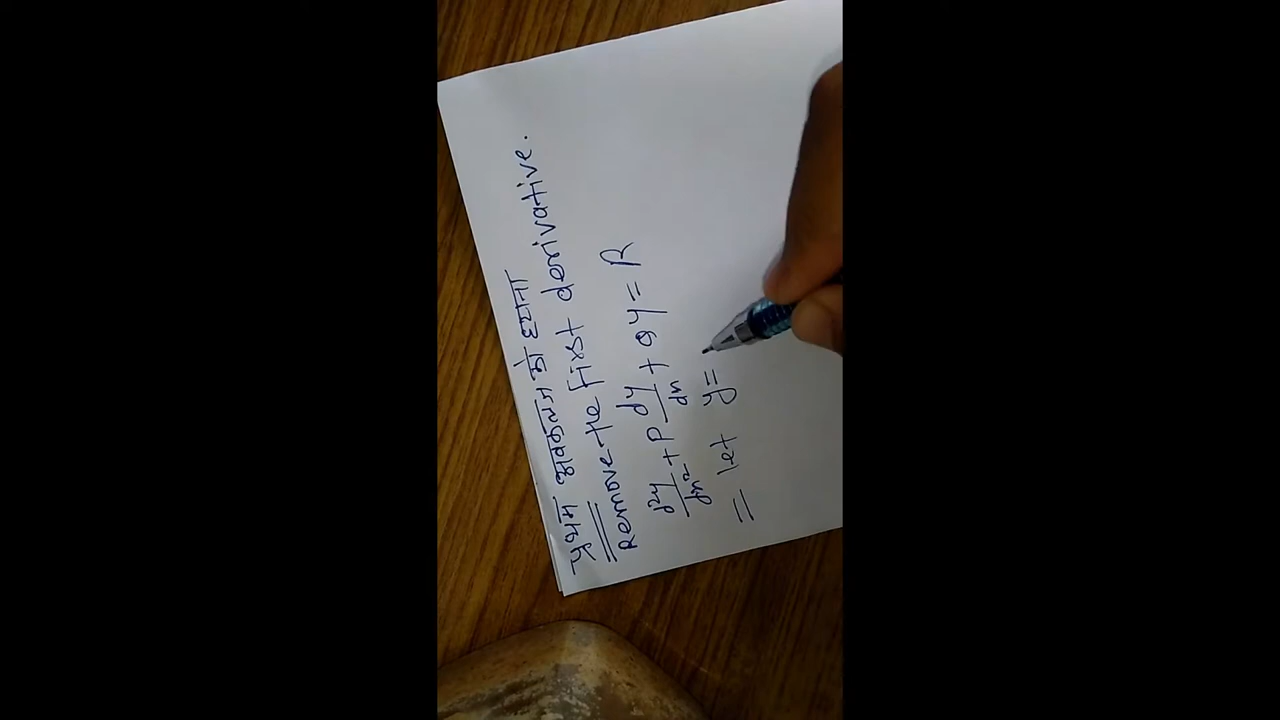 प्रथम अवकलज को हटाना
Remove the First derivative.
d²y/dx² + P dy/dx + Qy = R
= let y =